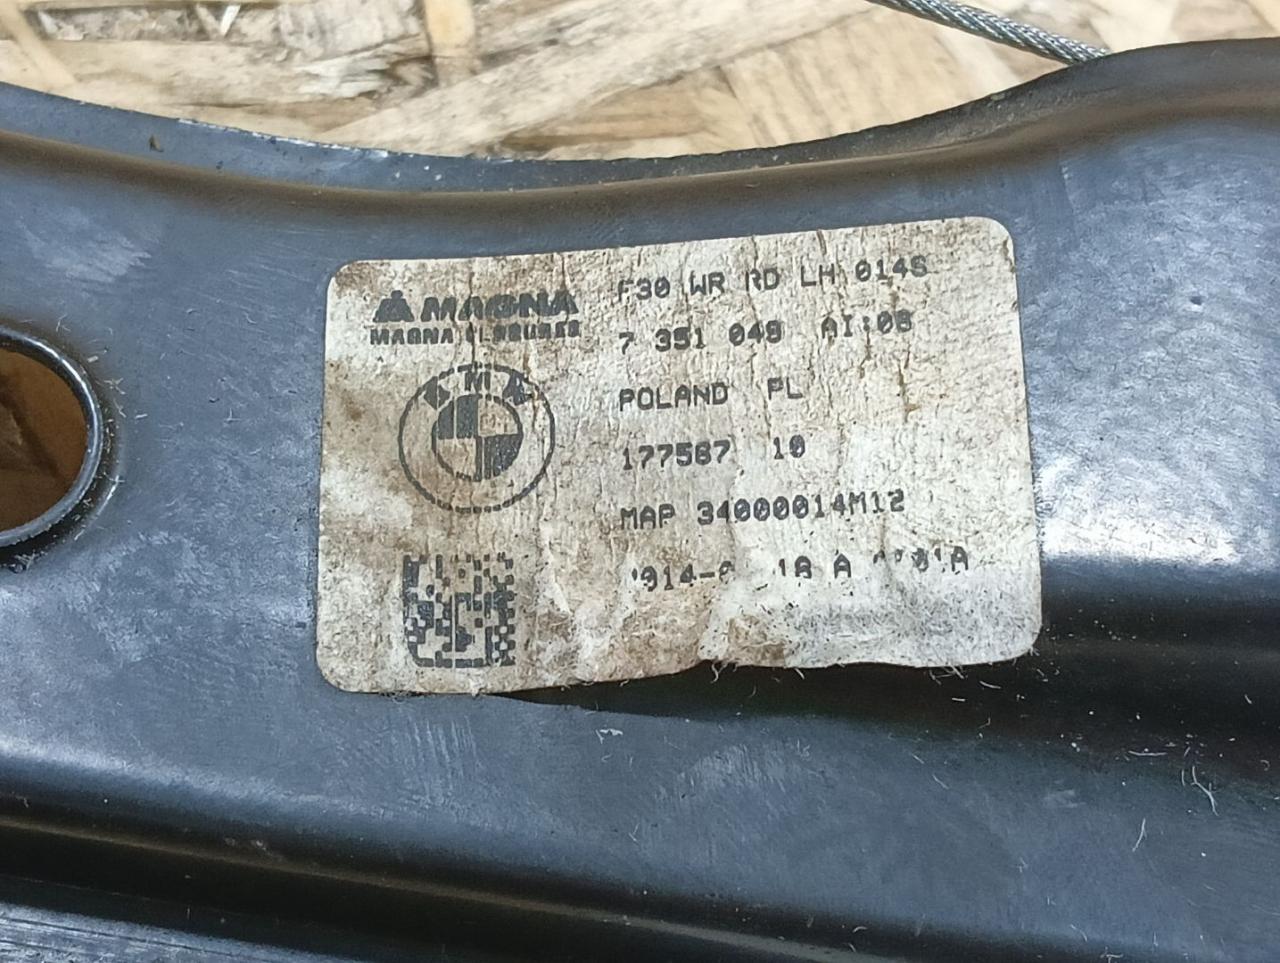 MAGNA
MAGNA CLOSURES
BMW
F30 WR RD LH 014S
7 351 049 AI:08
POLAND PL
177587 10
MAP 34000014M12